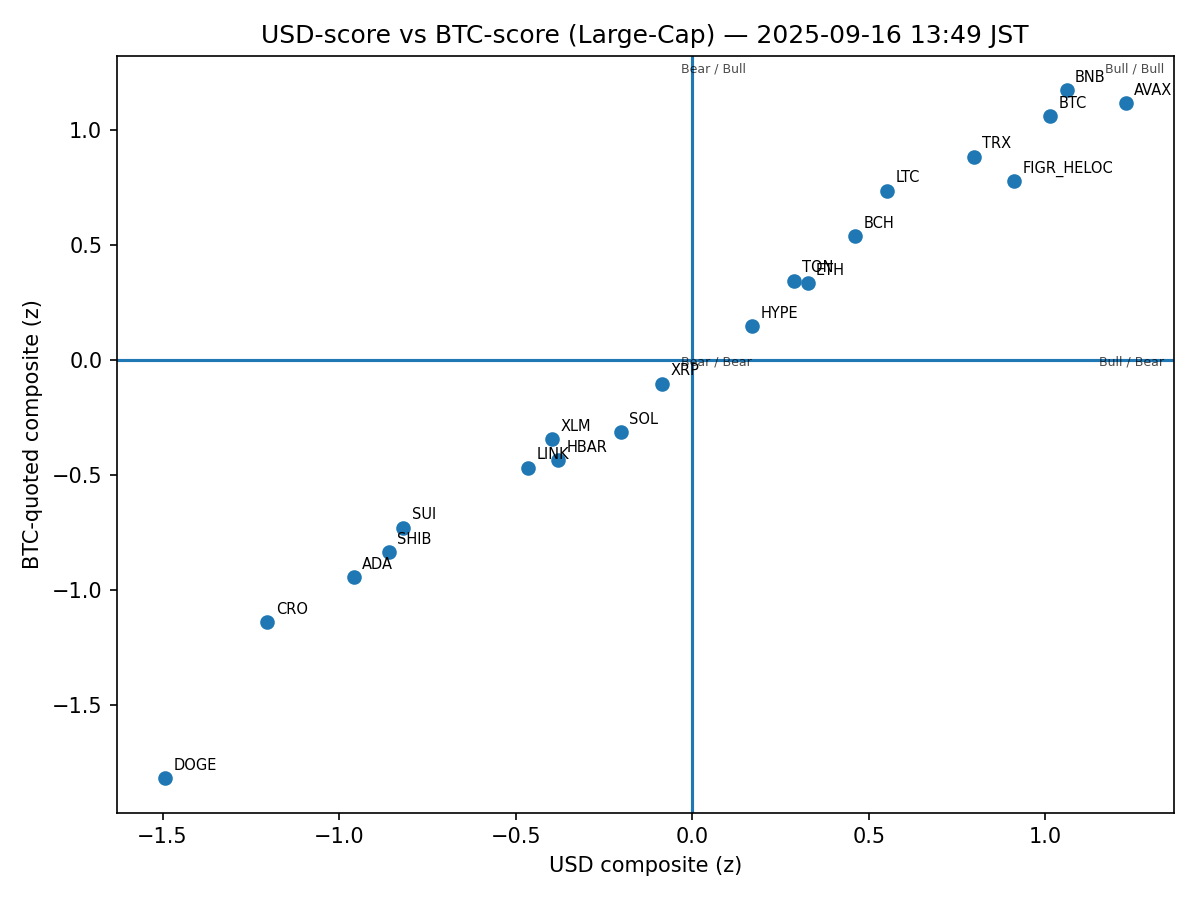 USD-score vs BTC-score (Large-Cap) — 2025-09-16 13:49 JST
Bear / Bull
Bull / Bull
BNB
AVAX
BTC
TRX
FIGR_HELOC
LTC
BCH
TON
ETH
HYPE
Bear / Bear
Bull / Bear
XRP
SOL
XLM
HBAR
LINK
SUI
SHIB
ADA
CRO
DOGE
1.0
0.5
0.0
−0.5
−1.0
−1.5
BTC-quoted composite (z)
−1.5
−1.0
−0.5
0.0
0.5
1.0
USD composite (z)